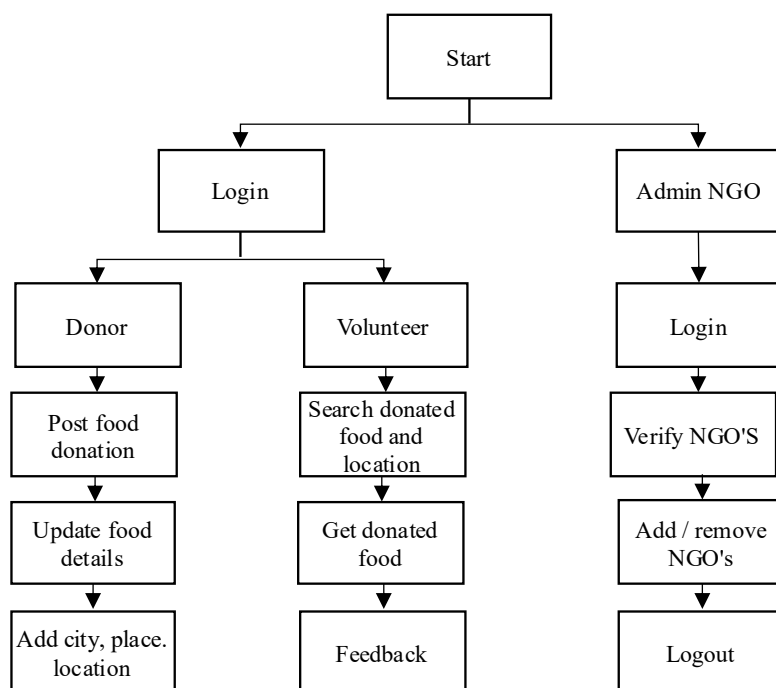 Start
Login
Admin NGO
Donor
Volunteer
Login
Post food
donation
Search donated
food and
location
Verify NGO'S
Update food
details
Get donated
food
Add / remove
NGO's
Add city, place.
location
Feedback
Logout